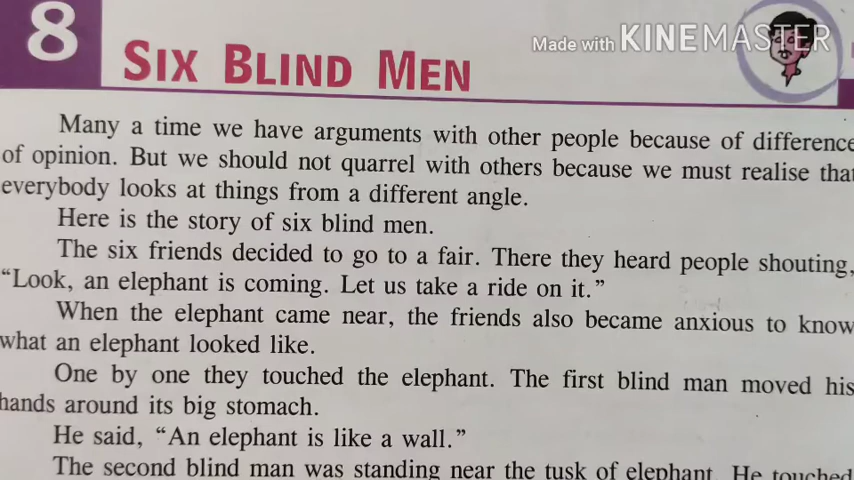 8
SIX BLIND MEN
Made with KINEMASTER
Many a time we have arguments with other people because of difference
of opinion. But we should not quarrel with others because we must realise that
everybody looks at things from a different angle.
Here is the story of six blind men.
The six friends decided to go to a fair. There they heard people shouting,
“Look, an elephant is coming. Let us take a ride on it.”
When the elephant came near, the friends also became anxious to know
what an elephant looked like.
One by one they touched the elephant. The first blind man moved his
hands around its big stomach.
He said, “An elephant is like a wall.”
The second blind man was standing near the tusk of elephant. He touched